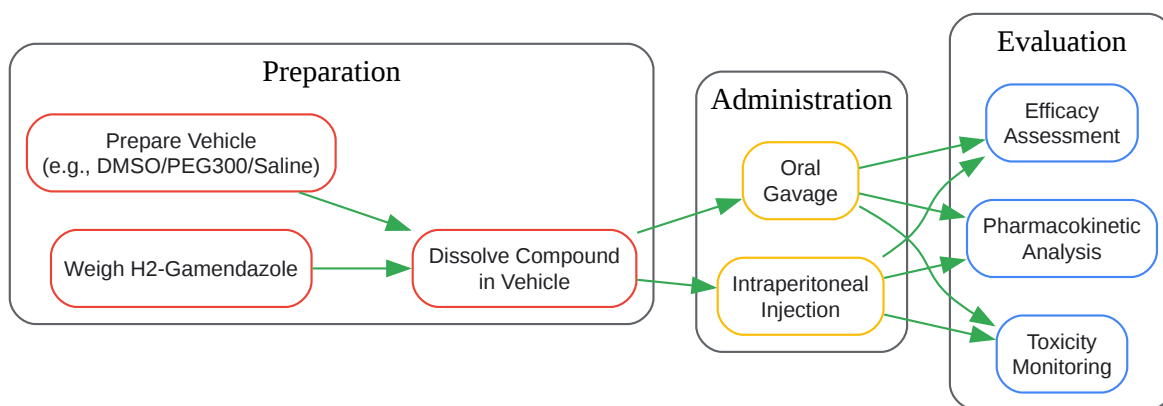 Preparation
Prepare Vehicle
(e.g., DMSO/PEG300/Saline)
Weigh H2-Gamendazole
Dissolve Compound
in Vehicle
Administration
Oral
Gavage
Intraperitoneal
Injection
Evaluation
Efficacy
Assessment
Pharmacokinetic
Analysis
Toxicity
Monitoring